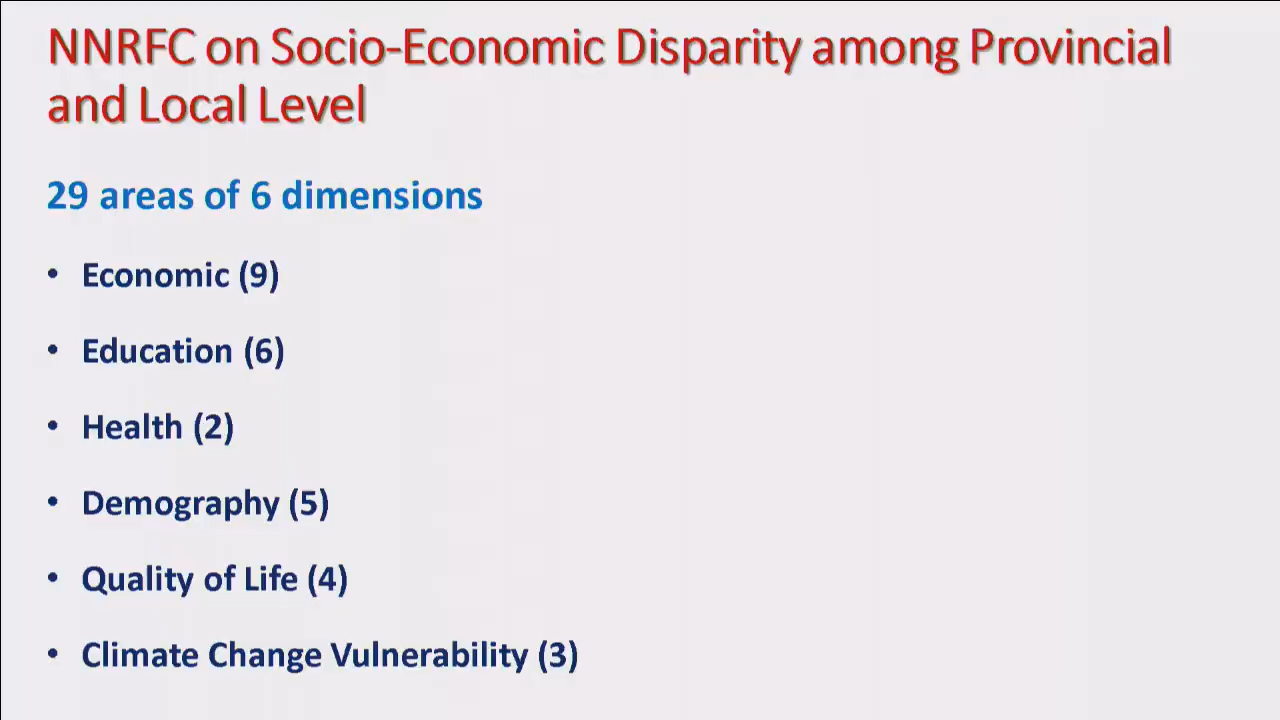 NNRFC on Socio-Economic Disparity among Provincial
and Local Level
29 areas of 6 dimensions
• Economic (9)
• Education (6)
• Health (2)
• Demography (5)
• Quality of Life (4)
• Climate Change Vulnerability (3)